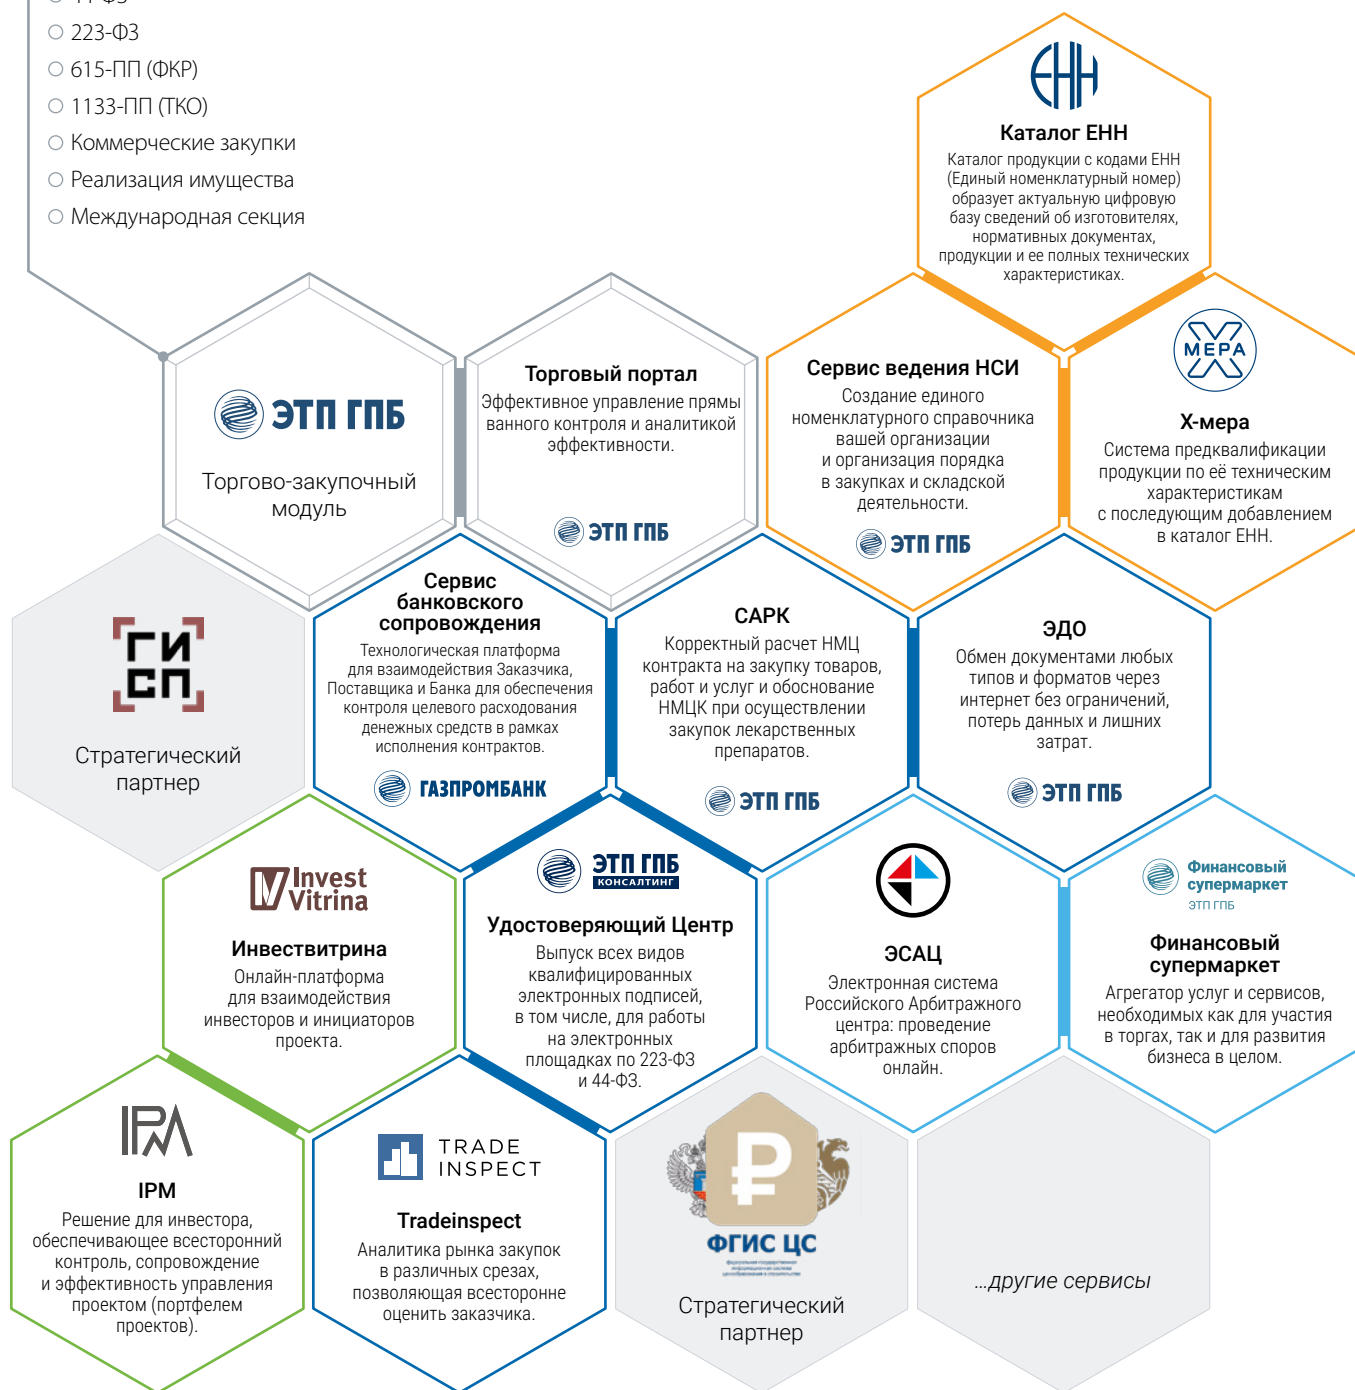 223-ФЗ
615-ПП (ФКР)
1133-ПП (ТКО)
Коммерческие закупки
Реализация имущества
Международная секция
ЕНН
Каталог ЕНН
Каталог продукции с кодами ЕНН
(Единый номенклатурный номер)
образует актуальную цифровую
базу сведений об изготовителях,
нормативных документах,
продукции и ее полных технических
характеристиках.
ЭТП ГПБ
Торгово-закупочный
модуль
Торговый портал
Эффективное управление прямы
ванного контроля и аналитикой
эффективности.
ЭТП ГПБ
Сервис ведения НСИ
Создание единого
номенклатурного справочника
вашей организации
и организация порядка
в закупках и складской
деятельности.
ЭТП ГПБ
X МЕРА
Х-мера
Система предквалификации
продукции по её техническим
характеристикам
с последующим добавлением
в каталог ЕНН.
ГИ
СП
Стратегический
партнер
Сервис
банковского
сопровождения
Технологическая платформа
для взаимодействия Заказчика,
Поставщика и Банка для обеспечения
контроля целевого расходования
денежных средств в рамках
исполнения контрактов.
ГАЗПРОМБАНК
САРК
Корректный расчет НМЦ
контракта на закупку товаров,
работ и услуг и обоснование
НМЦК при осуществлении
закупок лекарственных
препаратов.
ЭТП ГПБ
ЭДО
Обмен документами любых
типов и форматов через
интернет без ограничений,
потерь данных и лишних
затрат.
ЭТП ГПБ
Invest
Vitrina
Инвествитрина
Онлайн-платформа
для взаимодействия
инвесторов и инициаторов
проекта.
ЭТП ГПБ
КОНСАЛТИНГ
Удостоверяющий Центр
Выпуск всех видов
квалифицированных
электронных подписей,
в том числе, для работы
на электронных
площадках по 223-ФЗ
и 44-ФЗ.
ЭСАЦ
Электронная система
Российского Арбитражного
центра: проведение
арбитражных споров
онлайн.
Финансовый
супермаркет
ЭТП ГПБ
Финансовый
супермаркет
Агрегатор услуг и сервисов,
необходимых как для участия
в торгах, так и для развития
бизнеса в целом.
IPM
IPM
Решение для инвестора,
обеспечивающее всесторонний
контроль, сопровождение
и эффективность управления
проектом (портфелем
проектов).
TRADE
INSPECT
Tradeinspect
Аналитика рынка закупок
в различных срезах,
позволяющая всесторонне
оценить заказчика.
ФГИС ЦС
Стратегический
партнер
...другие сервисы